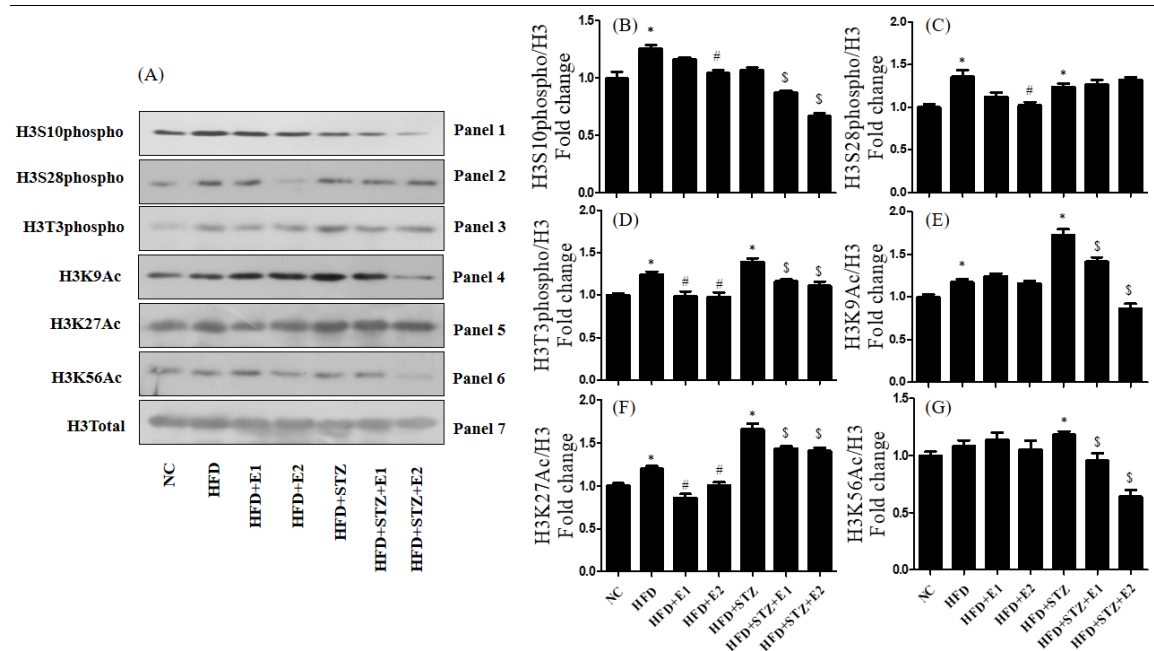 (A)
H3S10phospho
Panel 1
H3S28phospho
Panel 2
H3T3phospho
Panel 3
H3K9Ac
Panel 4
H3K27Ac
Panel 5
H3K56Ac
Panel 6
H3Total
Panel 7
NC
HFD
HFD+E1
HFD+E2
HFD+STZ
HFD+STZ+E1
HFD+STZ+E2
(B)
H3S10phospho/H3
Fold change
1.5
1.0
0.5
0.0
*
#
$
$
(C)
H3S28phospho/H3
Fold change
2.0
1.5
1.0
0.5
0.0
*
#
*
(D)
H3T3phospho/H3
Fold change
2.0
1.5
1.0
0.5
0.0
*
#
#
*
$
$
(E)
H3K9Ac/H3
Fold change
2.0
1.5
1.0
0.5
0.0
*
*
$
$
(F)
H3K27Ac/H3
Fold change
2.0
1.5
1.0
0.5
0.0
*
#
#
*
$
$
NC
HFD
HFD+E1
HFD+E2
HFD+STZ
HFD+STZ+E1
HFD+STZ+E2
(G)
H3K56Ac/H3
Fold change
1.5
1.0
0.5
0.0
*
$
$
NC
HFD
HFD+E1
HFD+E2
HFD+STZ
HFD+STZ+E1
HFD+STZ+E2